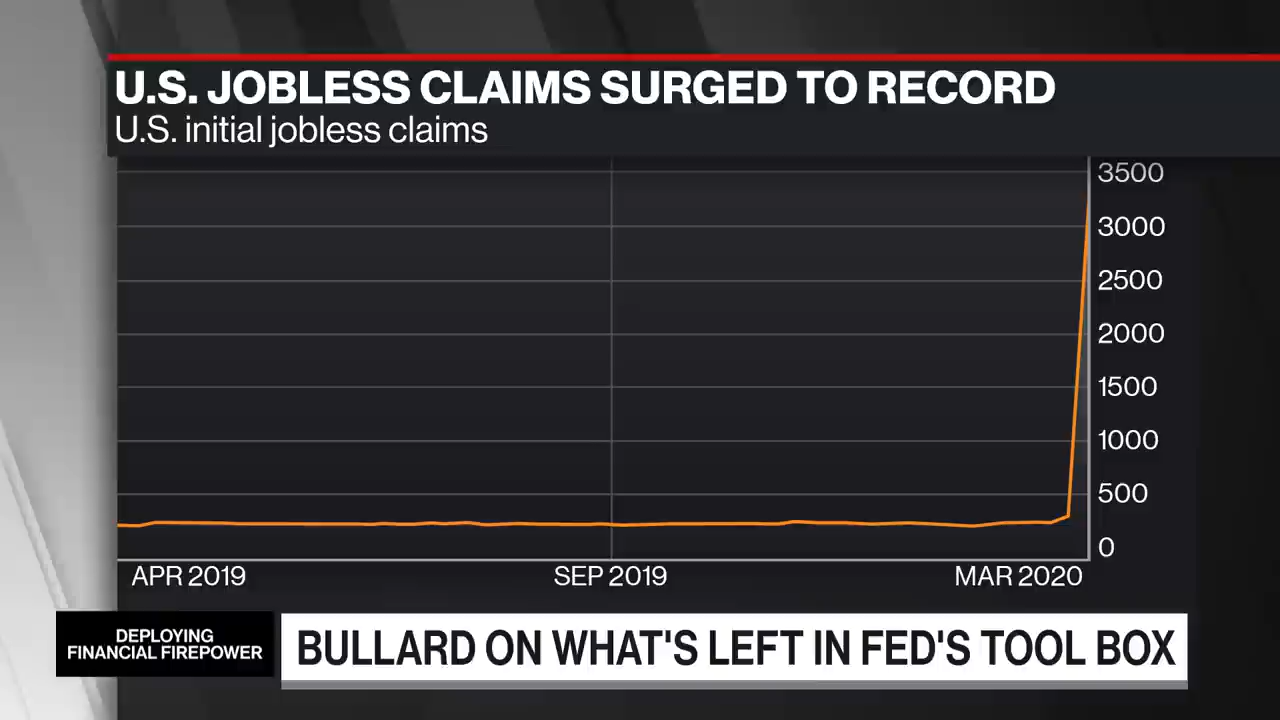 U.S. JOBLESS CLAIMS SURGED TO RECORD
U.S. initial jobless claims
3500
3000
2500
2000
1500
1000
500
0
APR 2019
SEP 2019
MAR 2020
DEPLOYING
FINANCIAL FIREPOWER
BULLARD ON WHAT'S LEFT IN FED'S TOOL BOX